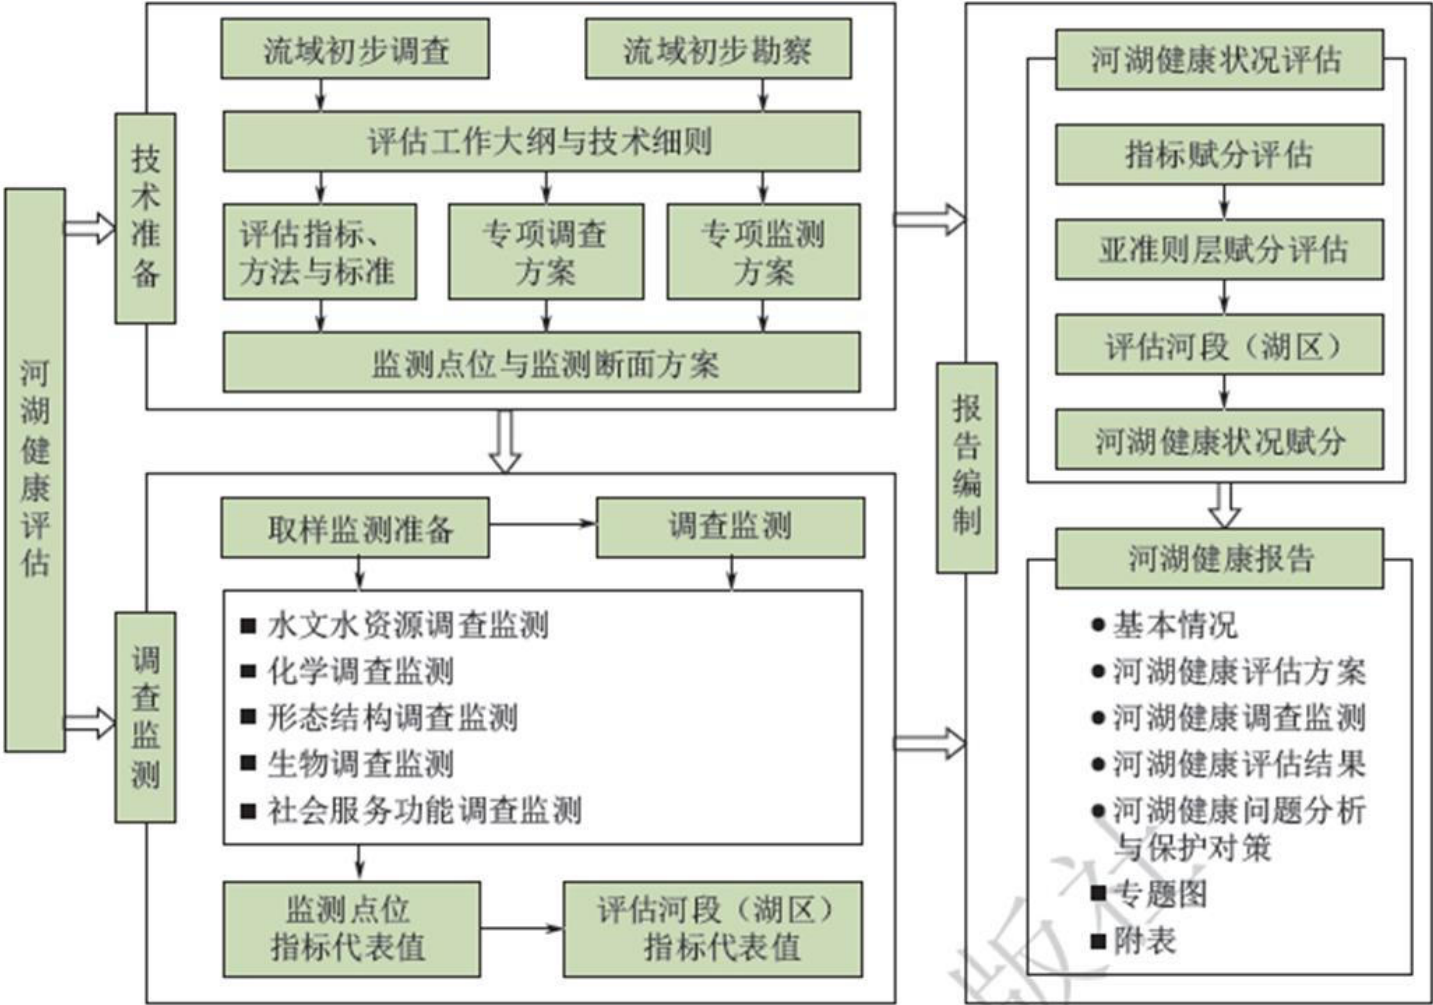 河湖健康评估
技术准备
流域初步调查
流域初步勘察
评估工作大纲与技术细则
评估指标、
方法与标准
专项调查
方案
专项监测
方案
监测点位与监测断面方案
调查监测
取样监测准备
调查监测
■ 水文水资源调查监测
■ 化学调查监测
■ 形态结构调查监测
■ 生物调查监测
■ 社会服务功能调查监测
监测点位
指标代表值
评估河段（湖区）
指标代表值
报告编制
河湖健康状况评估
指标赋分评估
亚准则层赋分评估
评估河段（湖区）
河湖健康状况赋分
河湖健康报告
● 基本情况
● 河湖健康评估方案
● 河湖健康调查监测
● 河湖健康评估结果
● 河湖健康问题分析
与保护对策
■ 专题图
■ 附表
版社